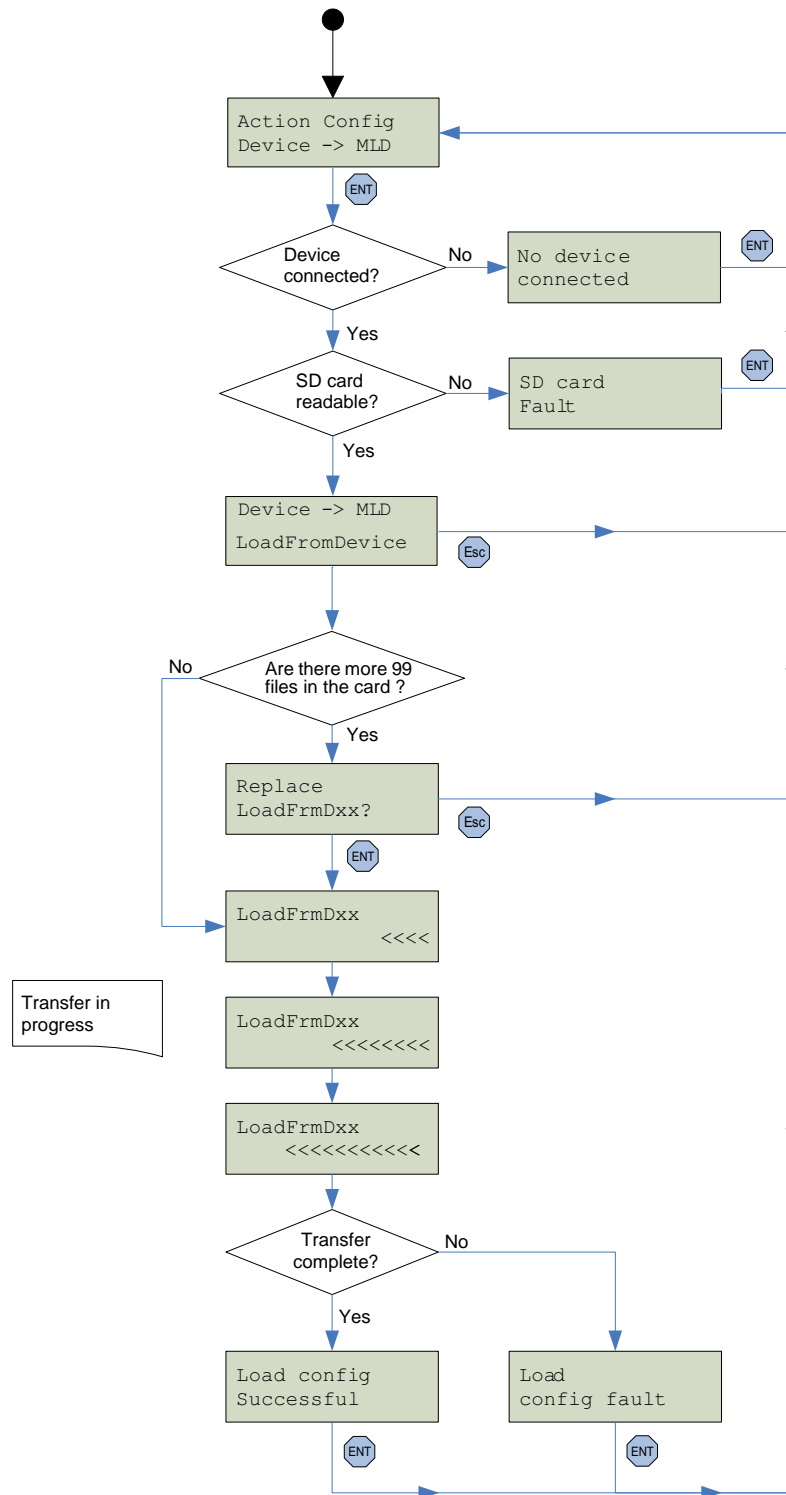 Action Config
Device -> MLD
ENT
Device
connected?
No
No device
connected
ENT
Yes
SD card
readable?
No
SD card
Fault
ENT
Yes
Device -> MLD
LoadFromDevice
Esc
No
Are there more 99
files in the card ?
Yes
Replace
LoadFrmDxx?
Esc
ENT
LoadFrmDxx
<<<<
Transfer in
progress
LoadFrmDxx
<<<<<<<<
LoadFrmDxx
<<<<<<<<<<<
Transfer
complete?
No
Yes
Load config
Successful
Load
config fault
ENT
ENT